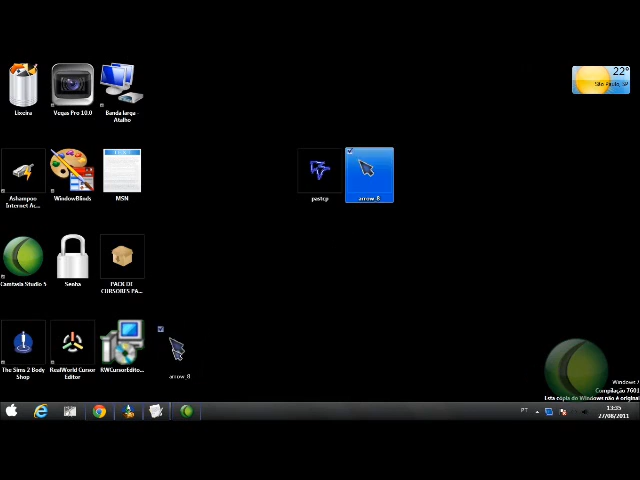 22°
São Paulo, SP
Lixeira
Vegas Pro 10.0
Banda larga -
Atalho
Ashampoo
Internet Ac...
WindowBlinds
MSN
pastcp
arrow_8
Camtasia Studio 5
Senha
PACK DE
CURSORES PA...
The Sims 2 Body
Shop
RealWorld Cursor
Editor
RWCursorEdito...
arrow_8
Windows 7
Compilação 7601
Esta cópia do Windows não é original
PT
13:35
27/08/2011